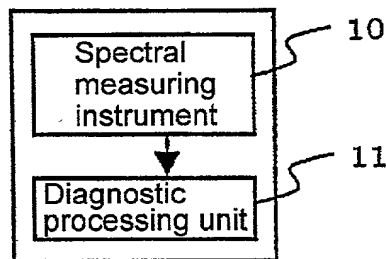 Spectral
measuring
instrument
10
Diagnostic
processing unit
11